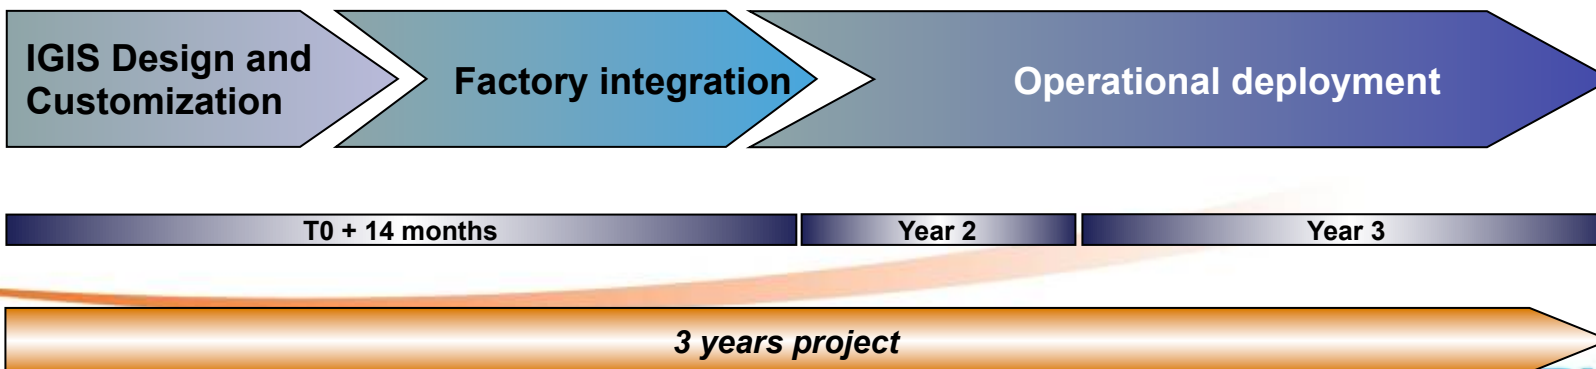 IGIS Design and
Customization
Factory integration
Operational deployment
T0 + 14 months
Year 2
Year 3
3 years project